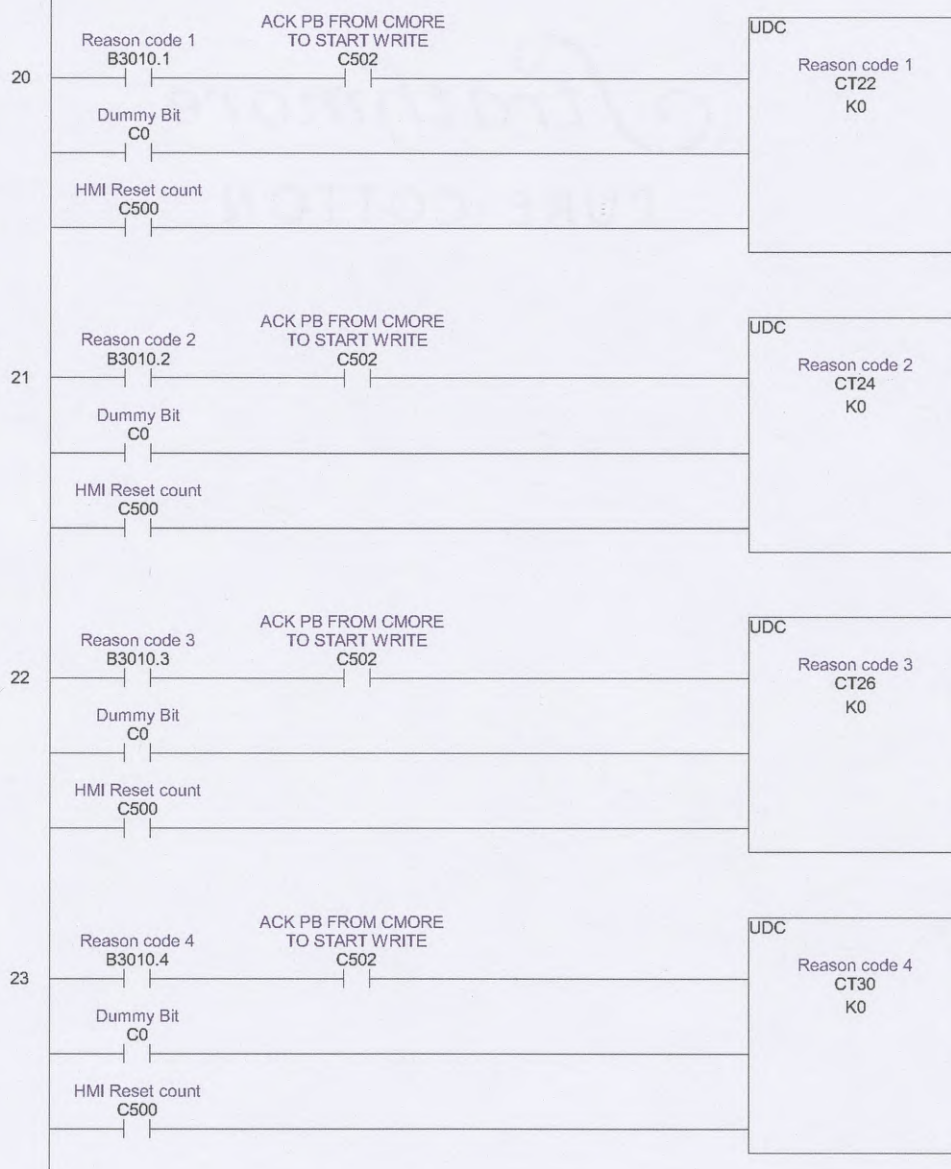 ACK PB FROM CMORE
TO START WRITE
C502
Reason code 1
B3010.1
UDC
Reason code 1
CT22
K0
20
Dummy Bit
C0
HMI Reset count
C500
PURE COTTON
ACK PB FROM CMORE
TO START WRITE
C502
Reason code 2
B3010.2
UDC
Reason code 2
CT24
K0
21
Dummy Bit
C0
HMI Reset count
C500
ACK PB FROM CMORE
TO START WRITE
C502
Reason code 3
B3010.3
UDC
Reason code 3
CT26
K0
22
Dummy Bit
C0
HMI Reset count
C500
ACK PB FROM CMORE
TO START WRITE
C502
Reason code 4
B3010.4
UDC
Reason code 4
CT30
K0
23
Dummy Bit
C0
HMI Reset count
C500